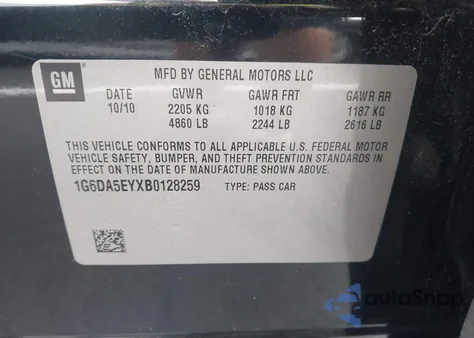 GM
MFD BY GENERAL MOTORS LLC
DATE GVWR GAWR FRT GAWR RR
10/10 2205 KG 1018 KG 1187 KG
4860 LB 2244 LB 2616 LB
THIS VEHICLE CONFORMS TO ALL APPLICABLE U.S. FEDERAL MOTOR
VEHICLE SAFETY, BUMPER, AND THEFT PREVENTION STANDARDS IN
EFFECT ON THE DATE OF MANUFACTURE SHOWN ABOVE.
1G6DA5EYXB0128259 TYPE: PASS CAR
autoSnap